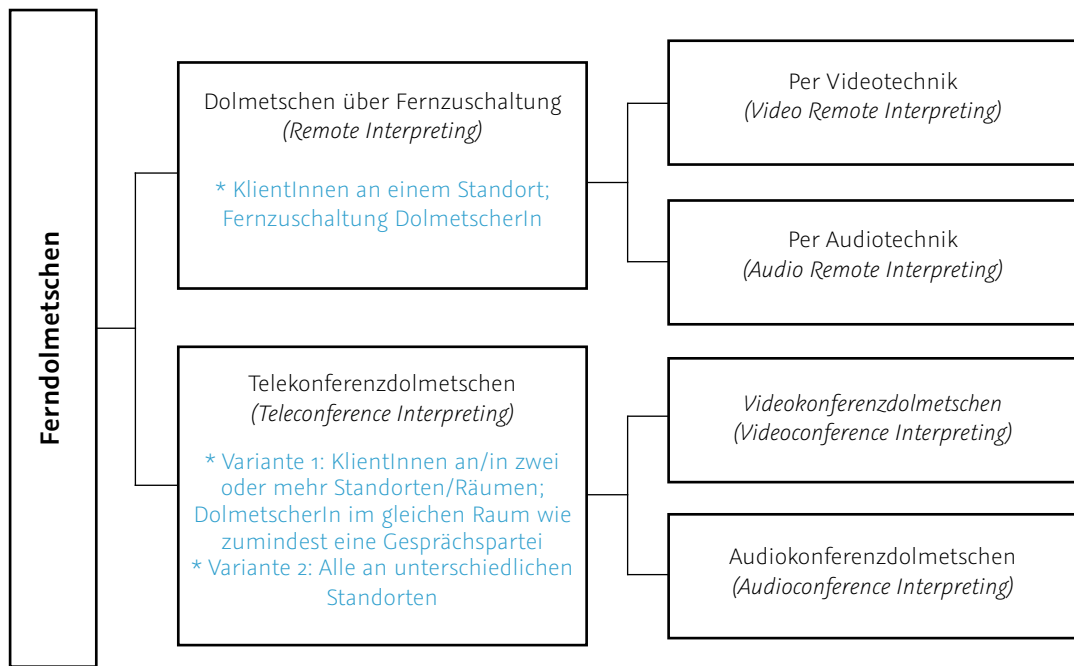 Ferndolmetschen
Dolmetschen über Fernzuschaltung
(Remote Interpreting)
* KlientInnen an einem Standort;
Fernzuschaltung DolmetscherIn
Per Videotechnik
(Video Remote Interpreting)
Per Audiotechnik
(Audio Remote Interpreting)
Telekonferenzdolmetschen
(Teleconference Interpreting)
* Variante 1: KlientInnen an/in zwei
oder mehr Standorten/Räumen;
DolmetscherIn im gleichen Raum wie
zumindest eine Gesprächspartei
* Variante 2: Alle an unterschiedlichen
Standorten
Videokonferenzdolmetschen
(Videoconference Interpreting)
Audiokonferenzdolmetschen
(Audioconference Interpreting)